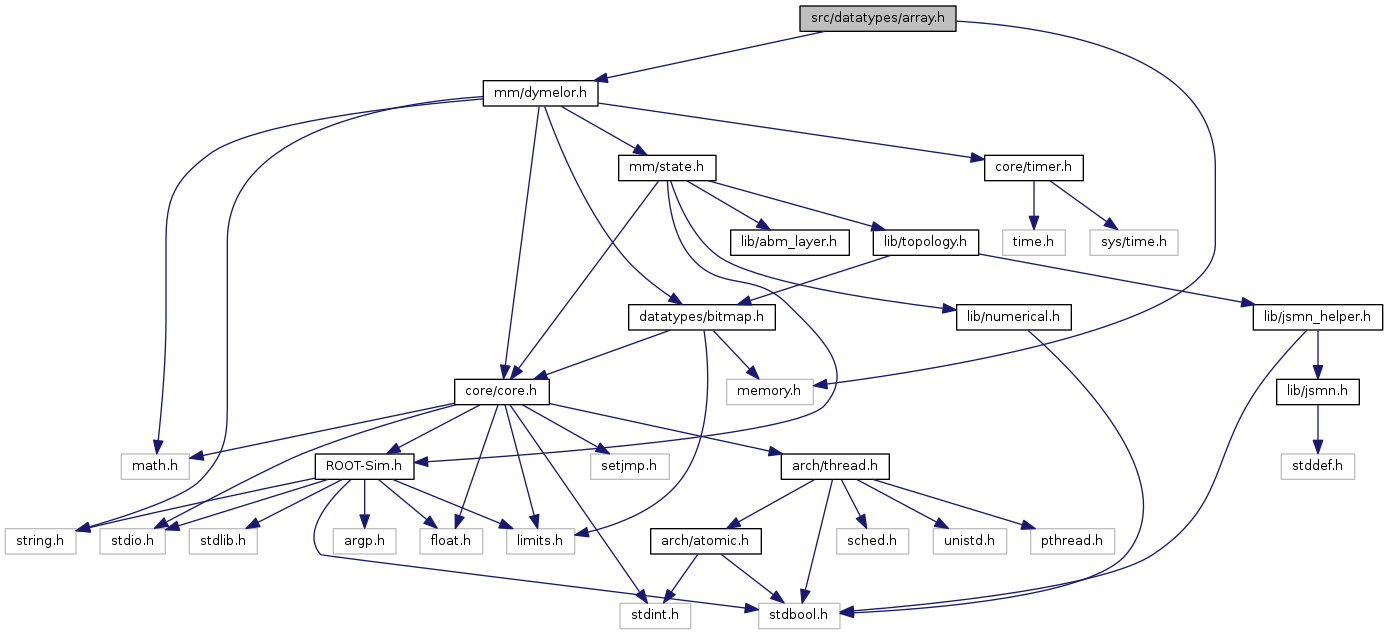 src/datatypes/array.h
mm/dymelor.h
mm/state.h
core/timer.h
lib/abm_layer.h
lib/topology.h
time.h
sys/time.h
datatypes/bitmap.h
lib/numerical.h
lib/jsmn_helper.h
core/core.h
memory.h
lib/jsmn.h
math.h
ROOT-Sim.h
setjmp.h
arch/thread.h
stddef.h
string.h
stdio.h
stdlib.h
argp.h
float.h
limits.h
arch/atomic.h
sched.h
unistd.h
pthread.h
stdint.h
stdbool.h